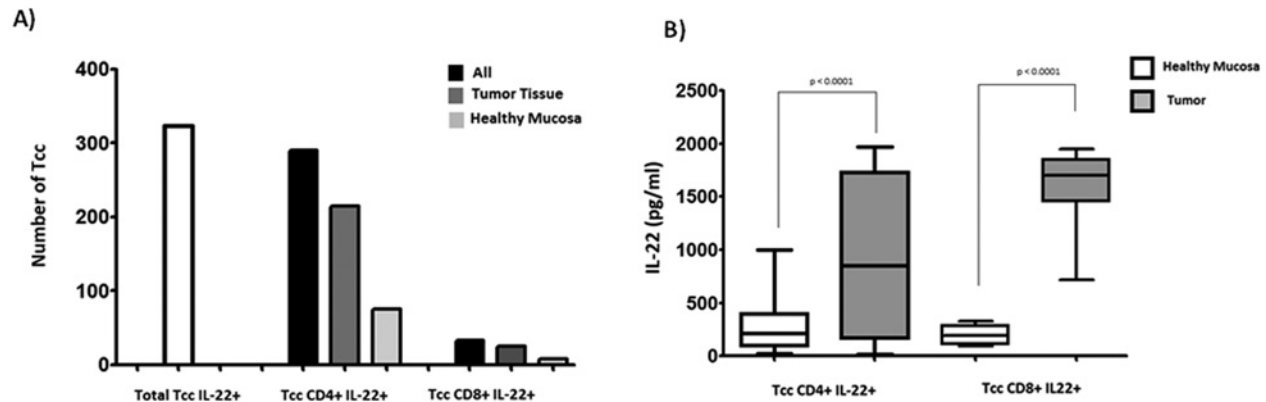 A)
400
300
200
100
0
Number of Tcc
All
Tumor Tissue
Healthy Mucosa
Total Tcc IL-22+
Tcc CD4+ IL-22+
Tcc CD8+ IL-22+
B)
Healthy Mucosa
Tumor
p < 0.0001
p < 0.0001
2500
2000
1500
1000
500
0
IL-22 (pg/ml)
Tcc CD4+ IL-22+
Tcc CD8+ IL22+